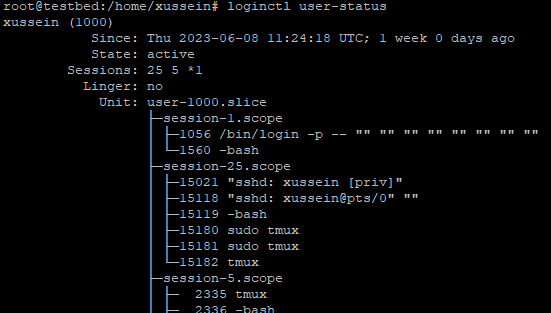 root@testbed:/home/xussein# loginctl user-status
xussein (1000)
Since: Thu 2023-06-08 11:24:18 UTC; 1 week 0 days ago
State: active
Sessions: 25 5 *1
Linger: no
Unit: user-1000.slice
├─session-1.scope
│ ├─1056 /bin/login -p -- "" "" "" "" "" "" "" ""
│ └─1560 -bash
├─session-25.scope
│ ├─15021 "sshd: xussein [priv]"
│ ├─15118 "sshd: xussein@pts/0" ""
│ ├─15119 -bash
│ ├─15180 sudo tmux
│ ├─15181 sudo tmux
│ └─15182 tmux
├─session-5.scope
│ ├─ 2335 tmux
│ ├─ 2336 -bash